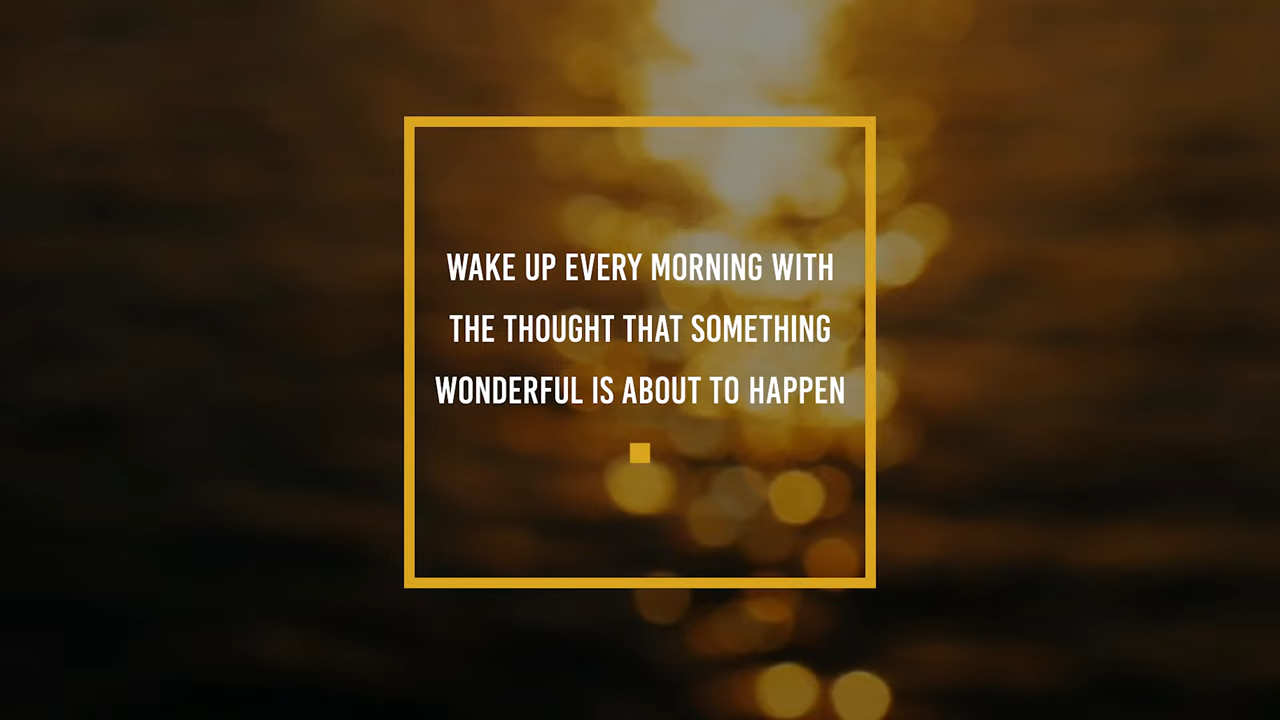 WAKE UP EVERY MORNING WITH
THE THOUGHT THAT SOMETHING
WONDERFUL IS ABOUT TO HAPPEN